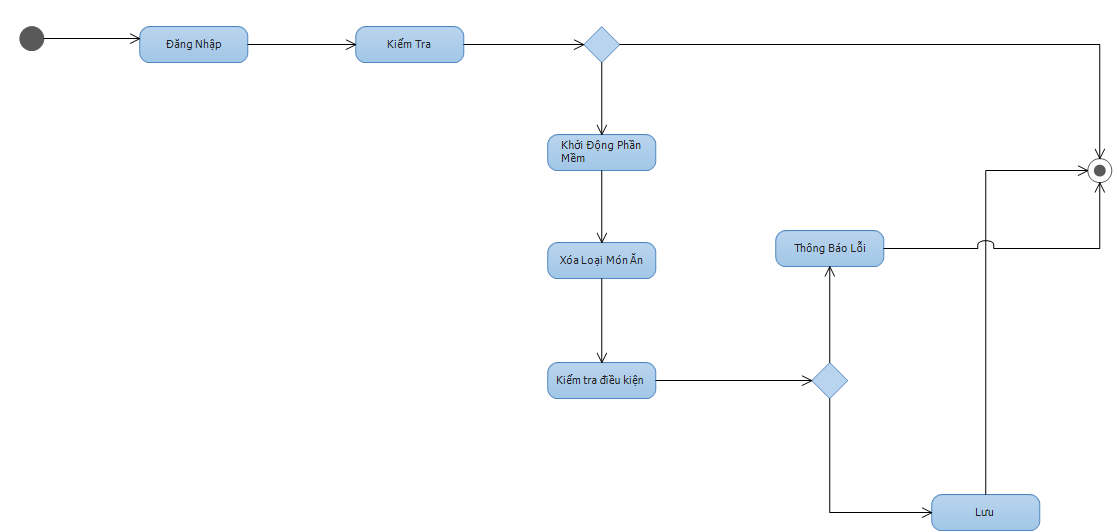 Đăng Nhập
Kiểm Tra
Khởi Động Phần
Mềm
Xóa Loại Món Ăn
Thông Báo Lỗi
Kiểm tra điều kiện
Lưu